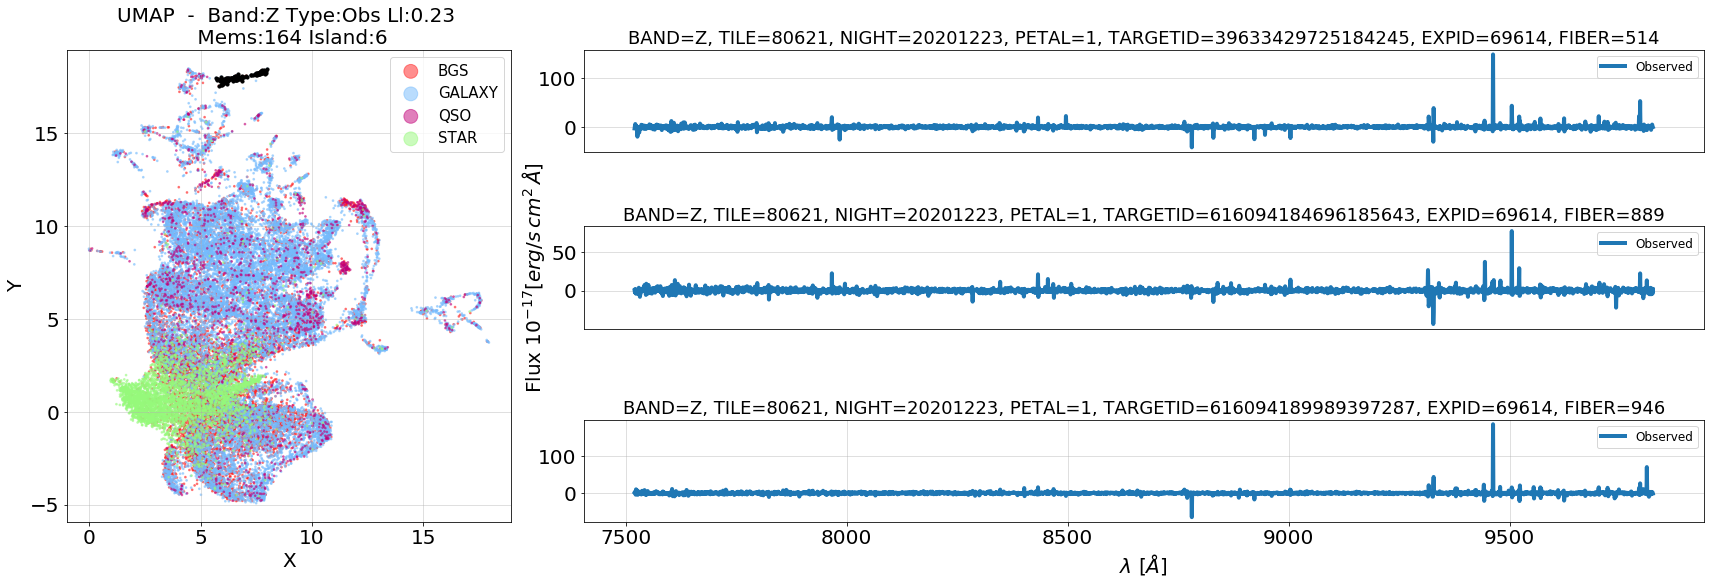 UMAP - Band:Z Type:Obs Ll:0.23
Mems:164 Island:6
BGS
GALAXY
QSO
STAR
15
10
5
0
−5
Y
0 5 10 15
X
Flux 10⁻¹⁷[erg/s cm² Å]
BAND=Z, TILE=80621, NIGHT=20201223, PETAL=1, TARGETID=39633429725184245, EXPID=69614, FIBER=514
Observed
100
0
BAND=Z, TILE=80621, NIGHT=20201223, PETAL=1, TARGETID=616094184696185643, EXPID=69614, FIBER=889
Observed
50
0
BAND=Z, TILE=80621, NIGHT=20201223, PETAL=1, TARGETID=616094189989397287, EXPID=69614, FIBER=946
Observed
100
0
7500 8000 8500 9000 9500
λ [Å]